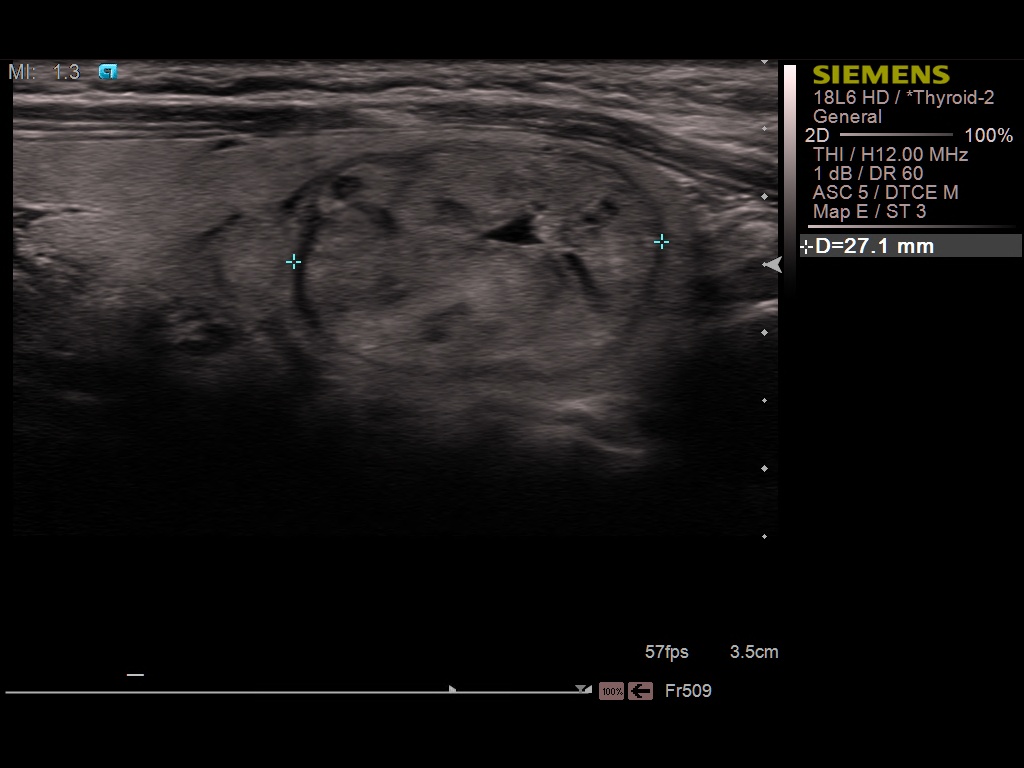 MI: 1.3
SIEMENS
18L6 HD / *Thyroid-2
General
2D 100%
THI / H12.00 MHz
1 dB / DR 60
ASC 5 / DTCE M
Map E / ST 3
D=27.1 mm
57fps 3.5cm
100% Fr509